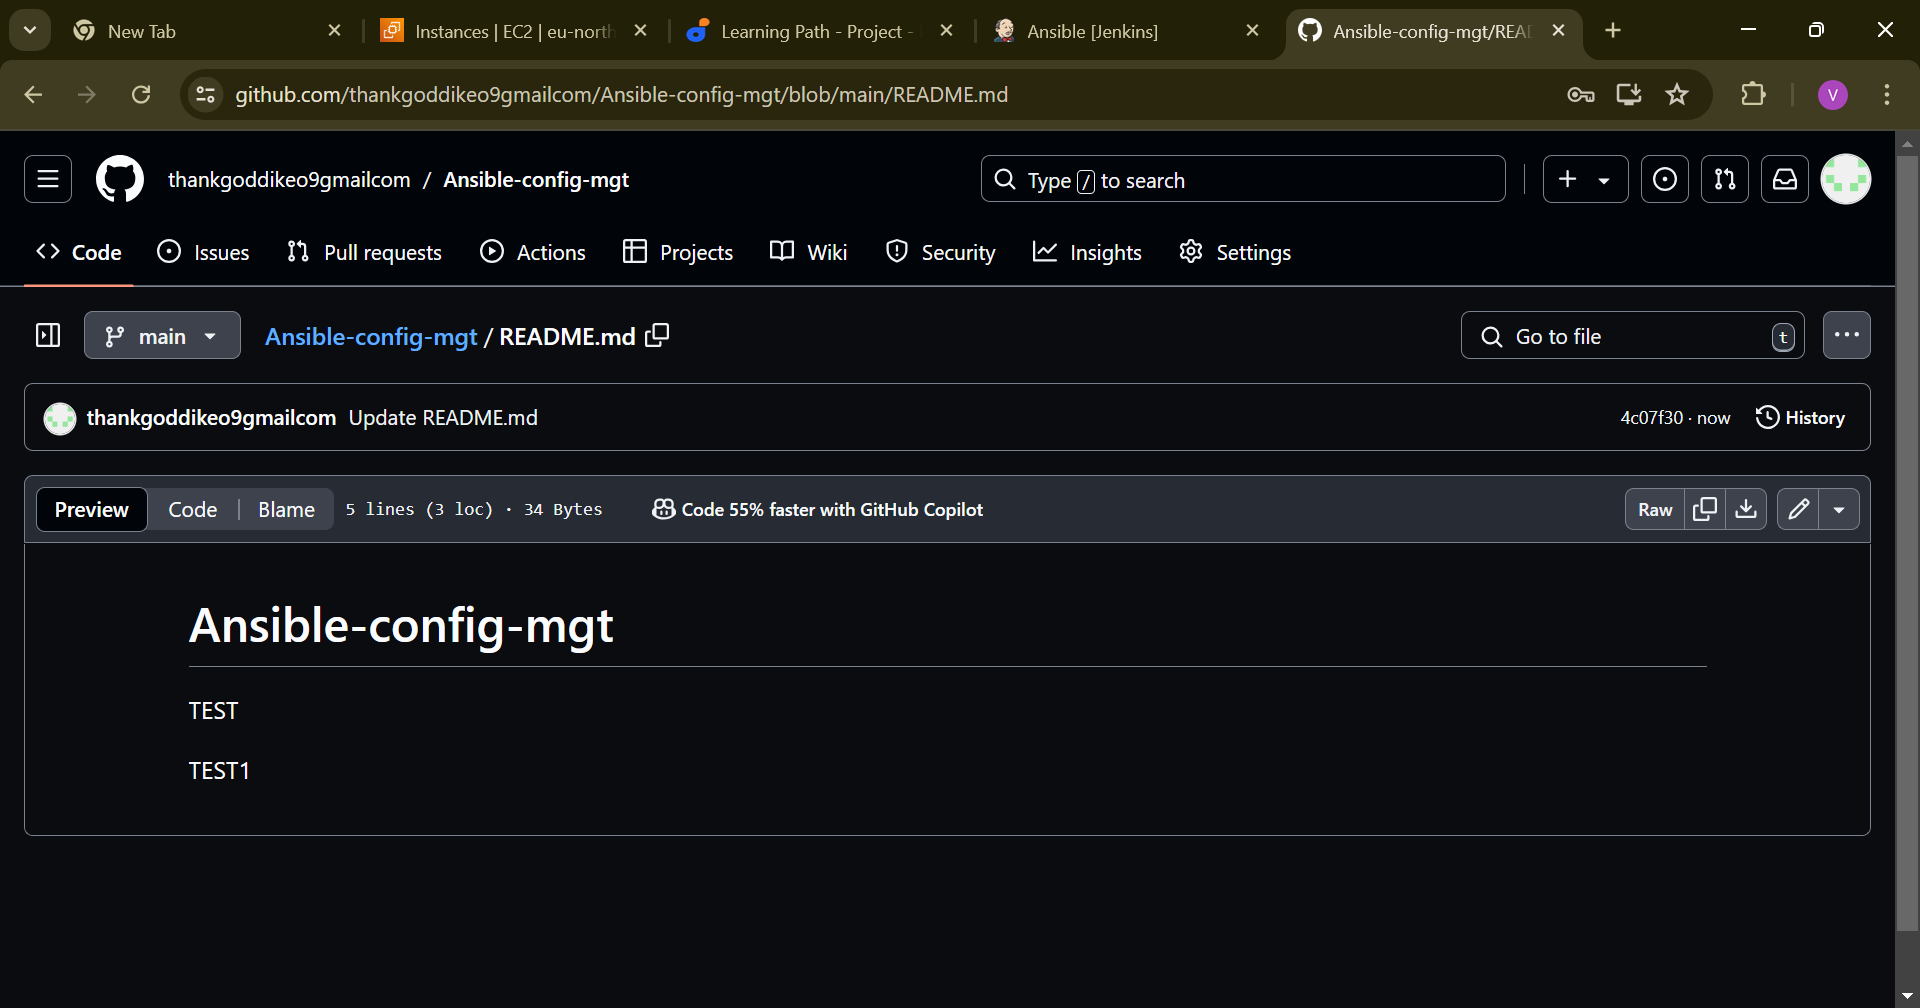 New Tab
Instances | EC2 | eu-north
Learning Path - Project -
Ansible [Jenkins]
Ansible-config-mgt/READ
github.com/thankgoddikeo9gmailcom/Ansible-config-mgt/blob/main/README.md
V
thankgoddikeo9gmailcom / Ansible-config-mgt
Type / to search
Code
Issues
Pull requests
Actions
Projects
Wiki
Security
Insights
Settings
main
Ansible-config-mgt / README.md
Go to file
t
thankgoddikeo9gmailcom Update README.md
4c07f30 · now
History
Preview
Code
Blame
5 lines (3 loc) · 34 Bytes
Code 55% faster with GitHub Copilot
Raw
Ansible-config-mgt
TEST
TEST1